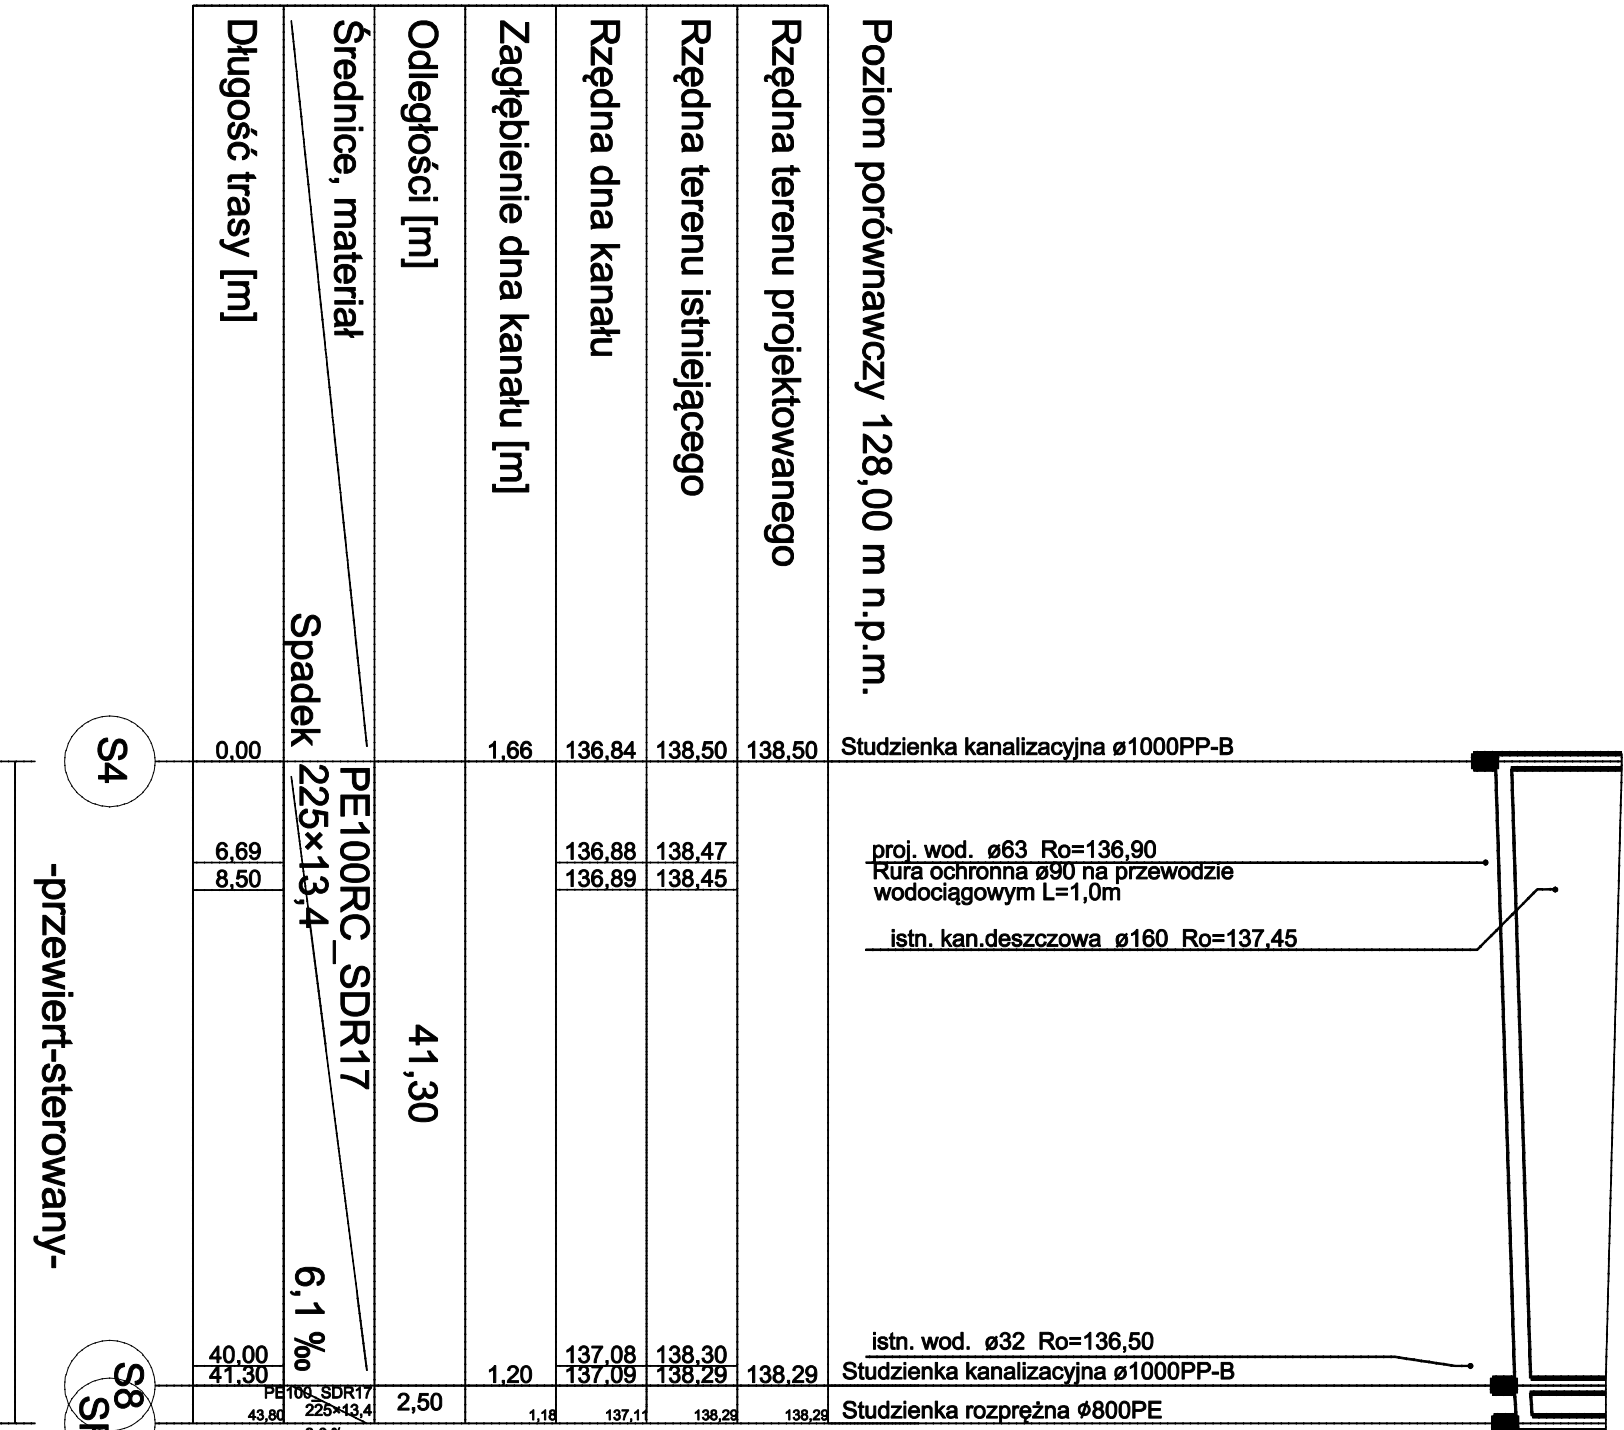 Poziom porównawczy 128,00 m n.p.m.
Rzędna terenu projektowanego
Rzędna terenu istniejącego
Rzędna dna kanału
Zagłębienie dna kanału [m]
Odległości [m]
Średnice, materiał
Spadek
Długość trasy [m]
0,00 1,66 136,84 138,50 138,50 Studzienka kanalizacyjna ø1000PP-B
S4
PE100RC_SDR17
225×13,4
6,1 ‰
41,30
6,69 136,88 138,47 proj. wod. ø63 Ro=136,90
Rura ochronna ø90 na przewodzie
wodociągowym L=1,0m
8,50 136,89 138,45
istn. kan.deszczowa ø160 Ro=137,45
-przewiert-sterowany-
40,00 137,08 138,30 istn. wod. ø32 Ro=136,50
41,30 1,20 137,09 138,29 138,29 Studzienka kanalizacyjna ø1000PP-B
S8
PE100_SDR17
225×13,4
2,50
43,80 1,18 137,11 138,29 138,29 Studzienka rozprężna Φ800PE